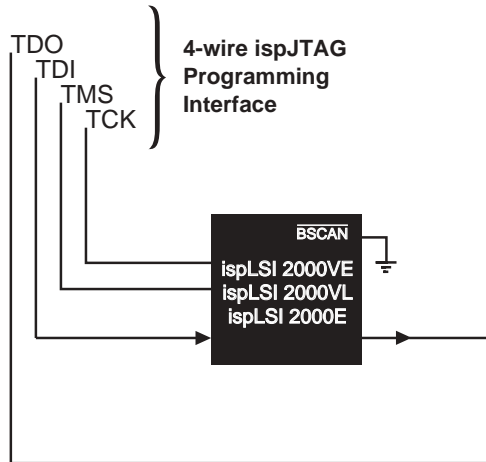 TDO
TDI
TMS
TCK
4-wire ispJTAG
Programming
Interface
BSCAN
ispLSI 2000VE
ispLSI 2000VL
ispLSI 2000E